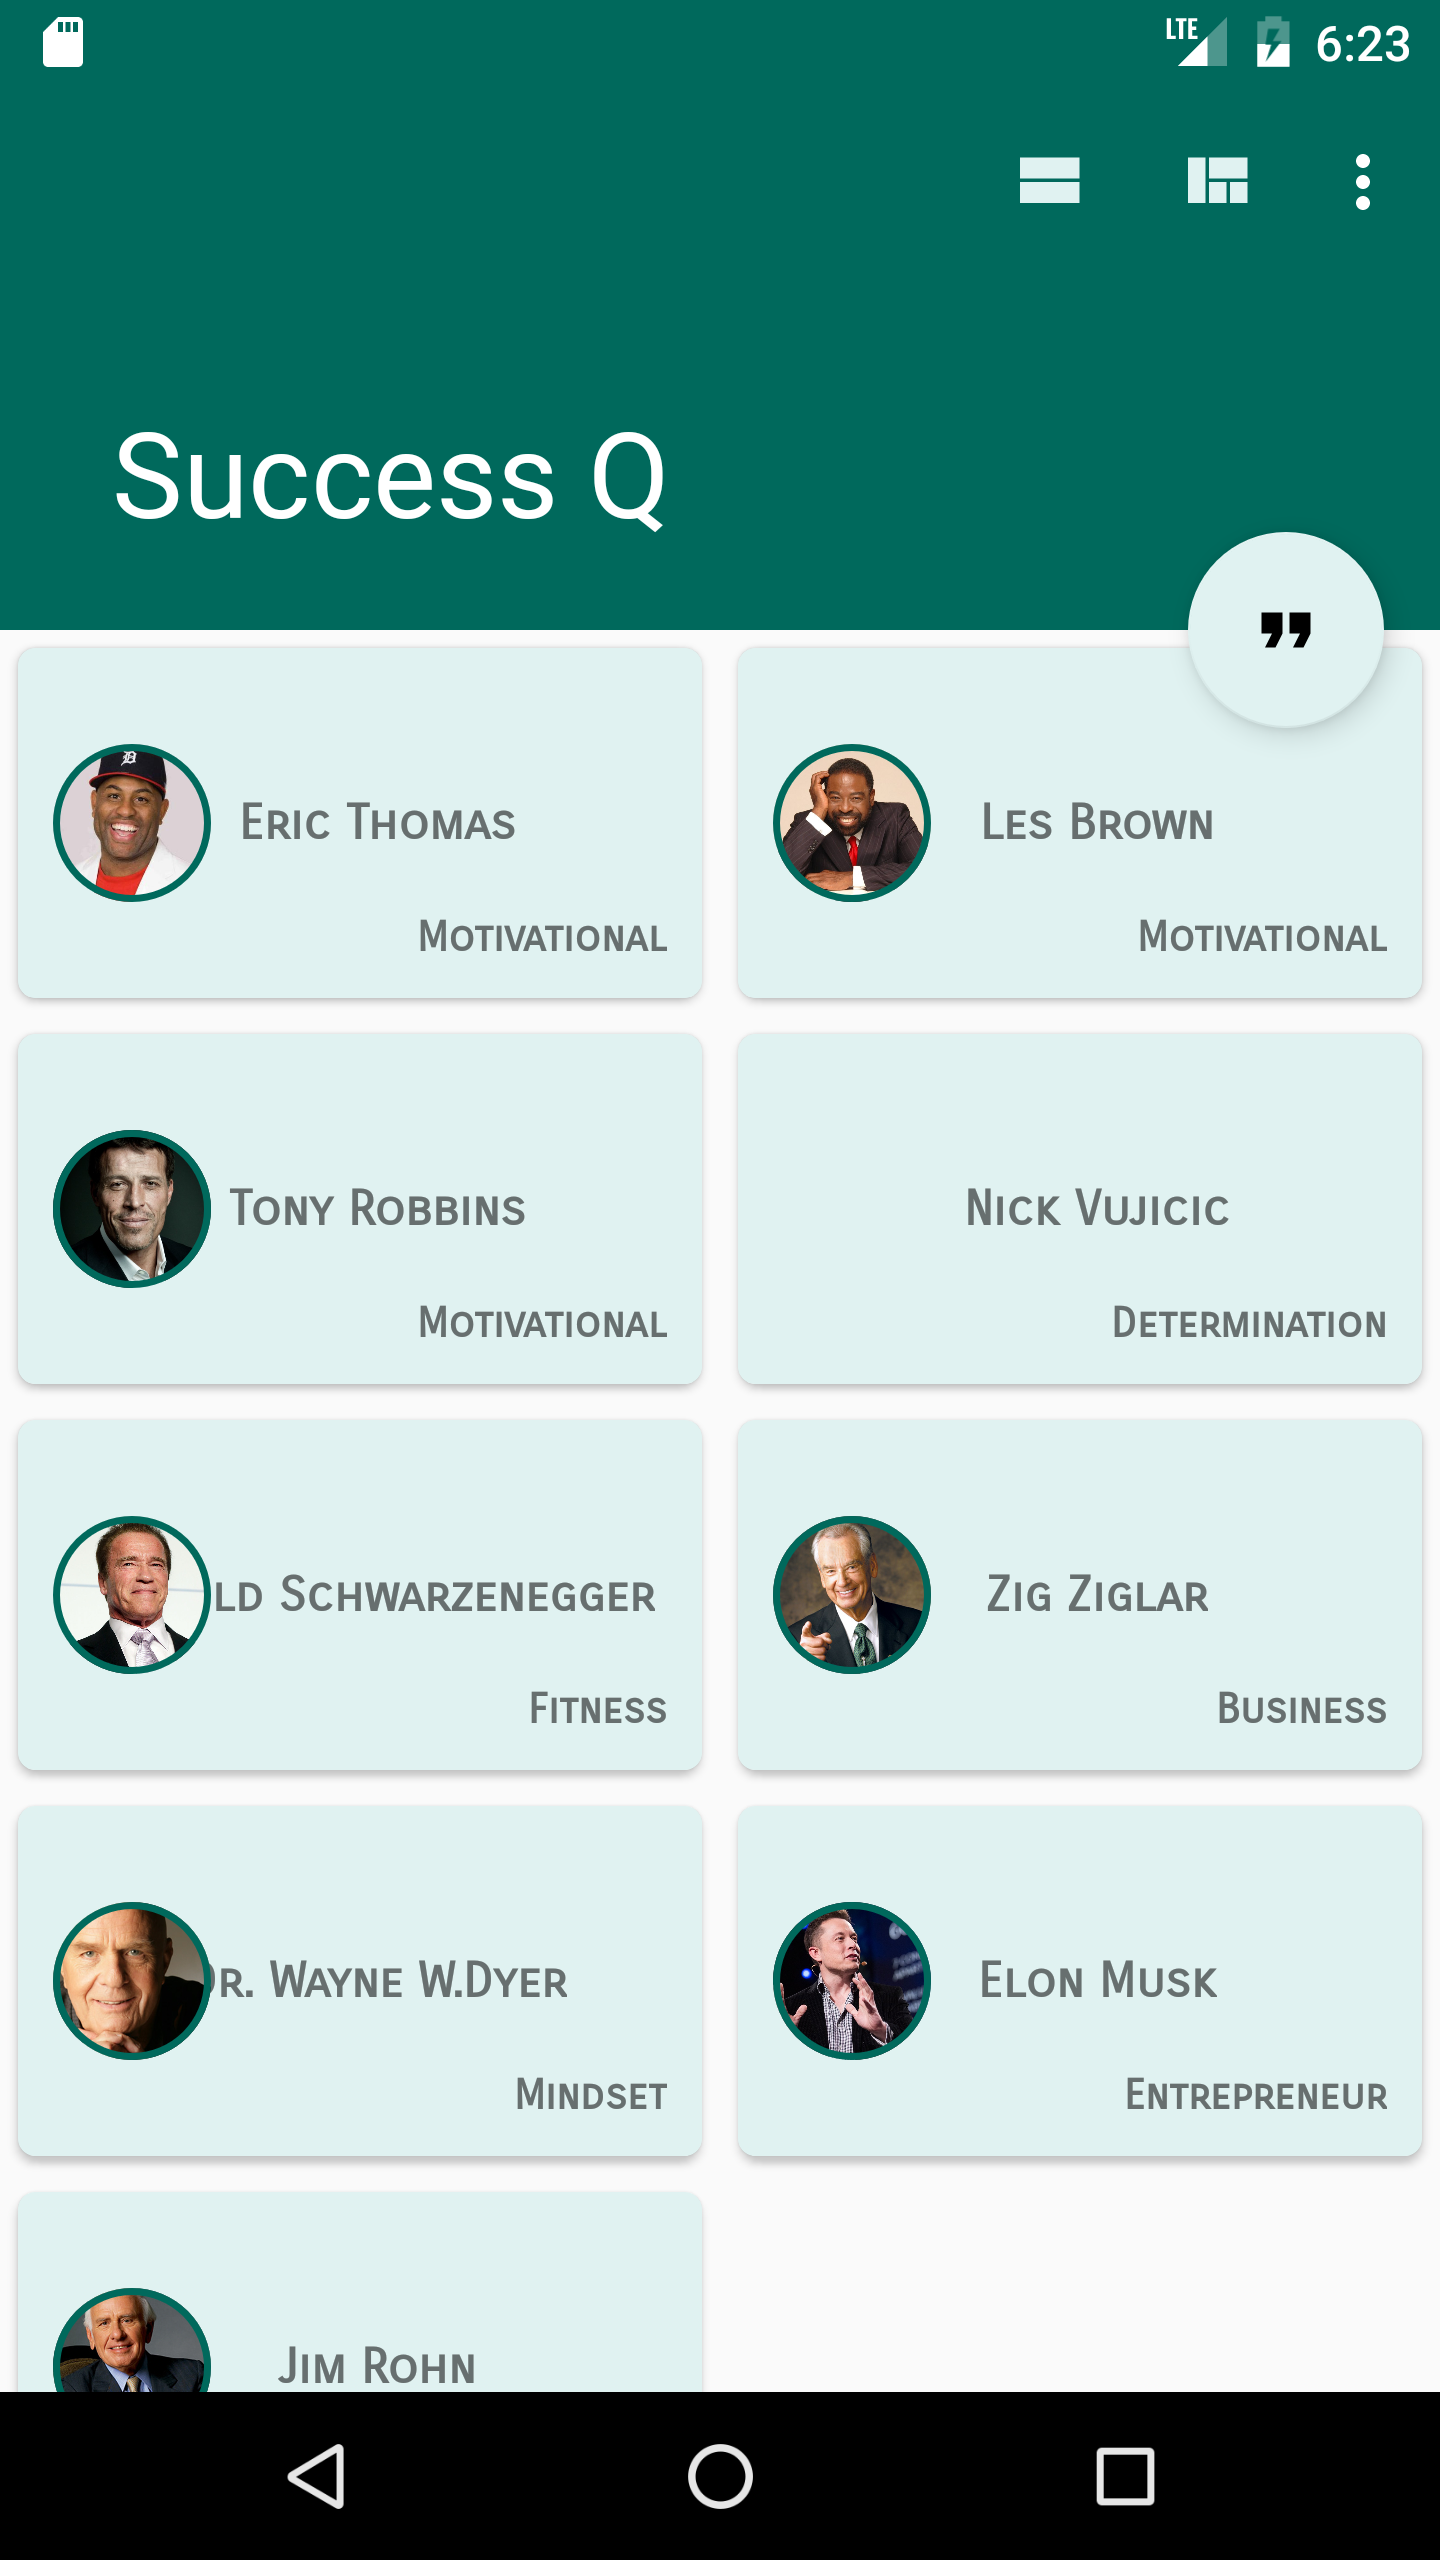 LTE 6:23
Success Q
Eric Thomas
Motivational
Les Brown
Motivational
Tony Robbins
Motivational
Nick Vujicic
Determination
ld Schwarzenegger
Fitness
Zig Ziglar
Business
Dr. Wayne W.Dyer
Mindset
Elon Musk
Entrepreneur
Jim Rohn